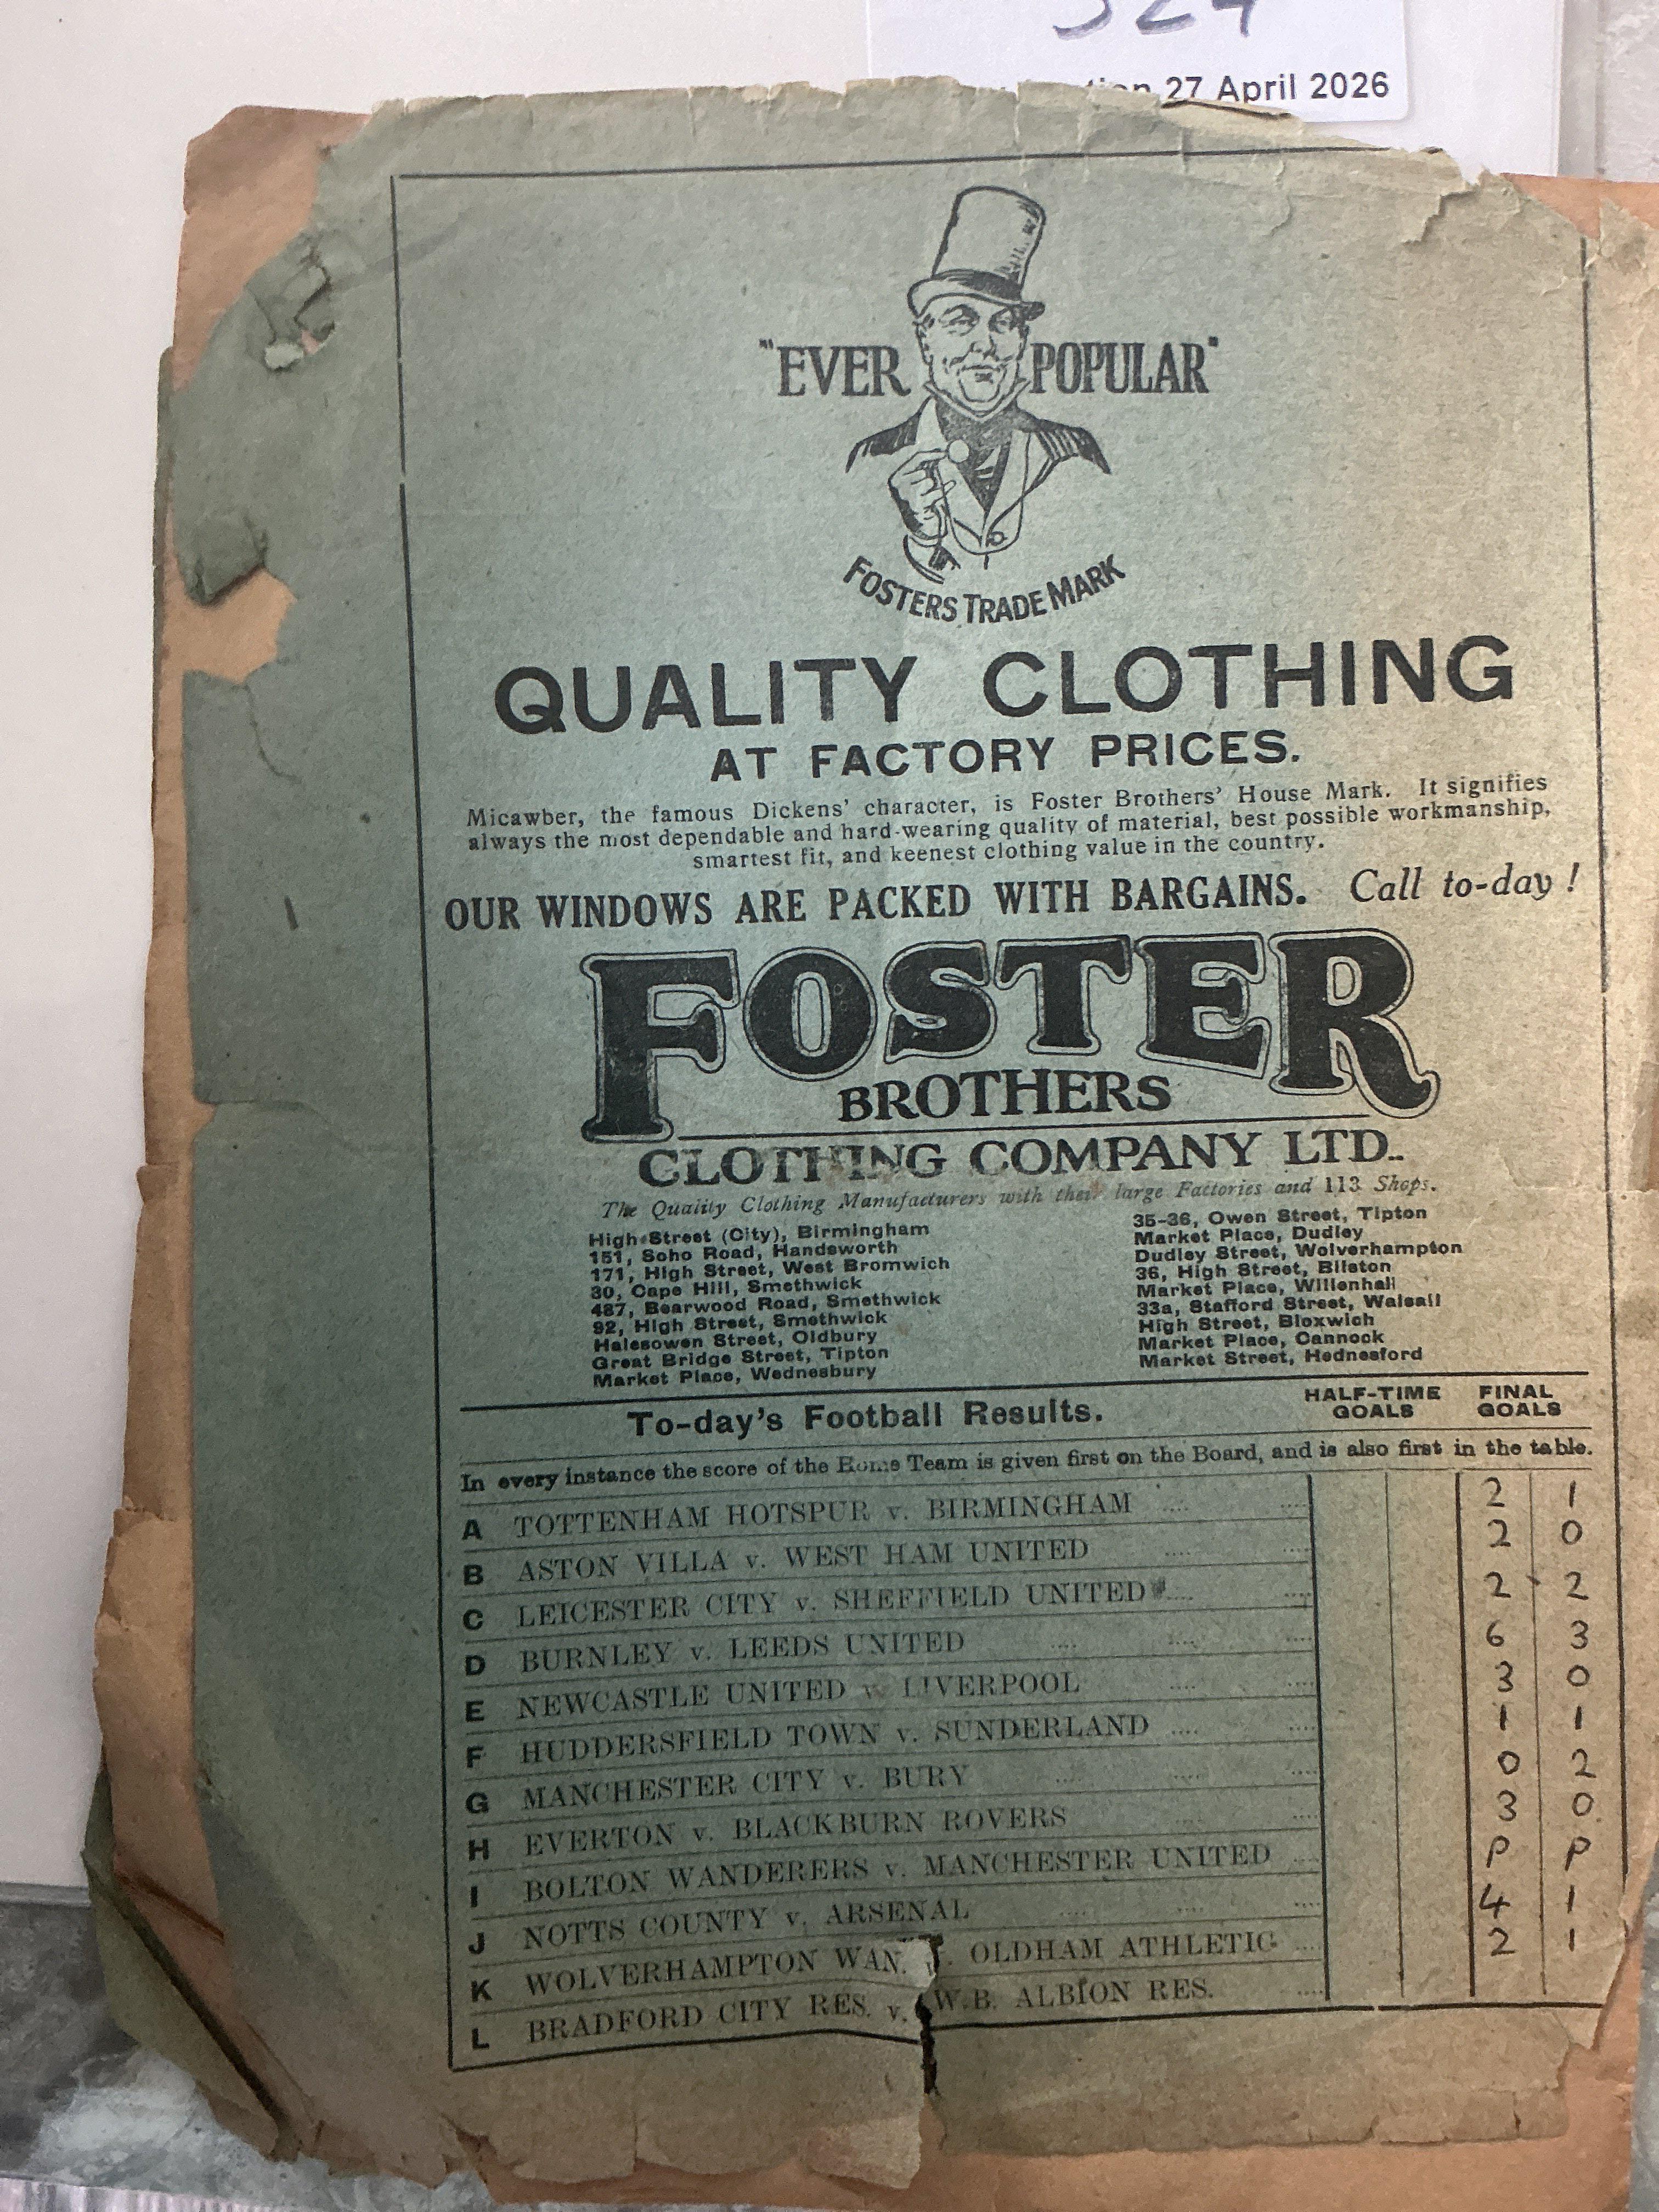 27 April 2026
"EVER POPULAR"
FOSTERS TRADE MARK
QUALITY CLOTHING
AT FACTORY PRICES.
Micawber, the famous Dickens' character, is Foster Brothers' House Mark. It signifies
always the most dependable and hard-wearing quality of material, best possible workmanship,
smartest fit, and keenest clothing value in the country.
OUR WINDOWS ARE PACKED WITH BARGAINS. Call to-day!
FOSTER
BROTHERS
CLOTHING COMPANY LTD.
The Quality Clothing Manufacturers with their large Factories and 113 Shops.
High Street (City), Birmingham
151, Soho Road, Handsworth
171, High Street, West Bromwich
30, Cape Hill, Smethwick
487, Bearwood Road, Smethwick
92, High Street, Smethwick
Halesowen Street, Oldbury
Great Bridge Street, Tipton
Market Place, Wednesbury
35-36, Owen Street, Tipton
Market Place, Dudley
Dudley Street, Wolverhampton
36, High Street, Bilston
Market Place, Willenhall
33a, Stafford Street, Walsall
High Street, Bloxwich
Market Place, Cannock
Market Street, Hednesford
To-day's Football Results. HALF-TIME GOALS FINAL GOALS
In every instance the score of the Home Team is given first on the Board, and is also first in the table.
A TOTTENHAM HOTSPUR v. BIRMINGHAM .... .... 2 1
B ASTON VILLA v. WEST HAM UNITED .... .... 2 0
C LEICESTER CITY v. SHEFFIELD UNITED .... .... 2 2
D BURNLEY v. LEEDS UNITED .... .... .... 6 3
E NEWCASTLE UNITED v. LIVERPOOL .... .... 3 0
F HUDDERSFIELD TOWN v. SUNDERLAND .... .... 1 1
G MANCHESTER CITY v. BURY .... .... .... 0 2
H EVERTON v. BLACKBURN ROVERS .... .... 3 0
I BOLTON WANDERERS v. MANCHESTER UNITED .... P P
J NOTTS COUNTY v. ARSENAL .... .... .... 4 1
K WOLVERHAMPTON WAN. v. OLDHAM ATHLETIC .... 2 1
L BRADFORD CITY RES. v. W.B. ALBION RES. ....